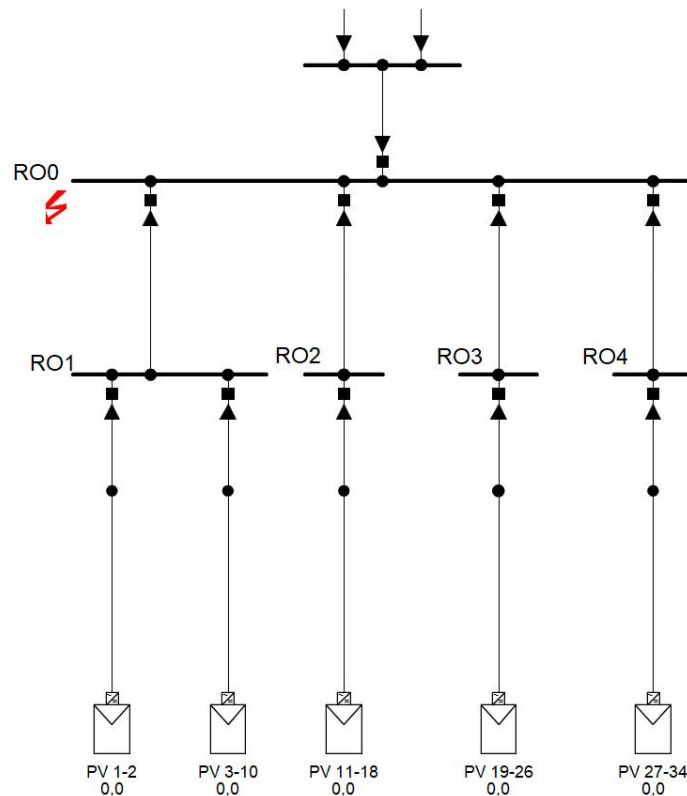 RO0
RO1
RO2
RO3
RO4
PV 1-2
0,0
PV 3-10
0,0
PV 11-18
0,0
PV 19-26
0,0
PV 27-34
0,0